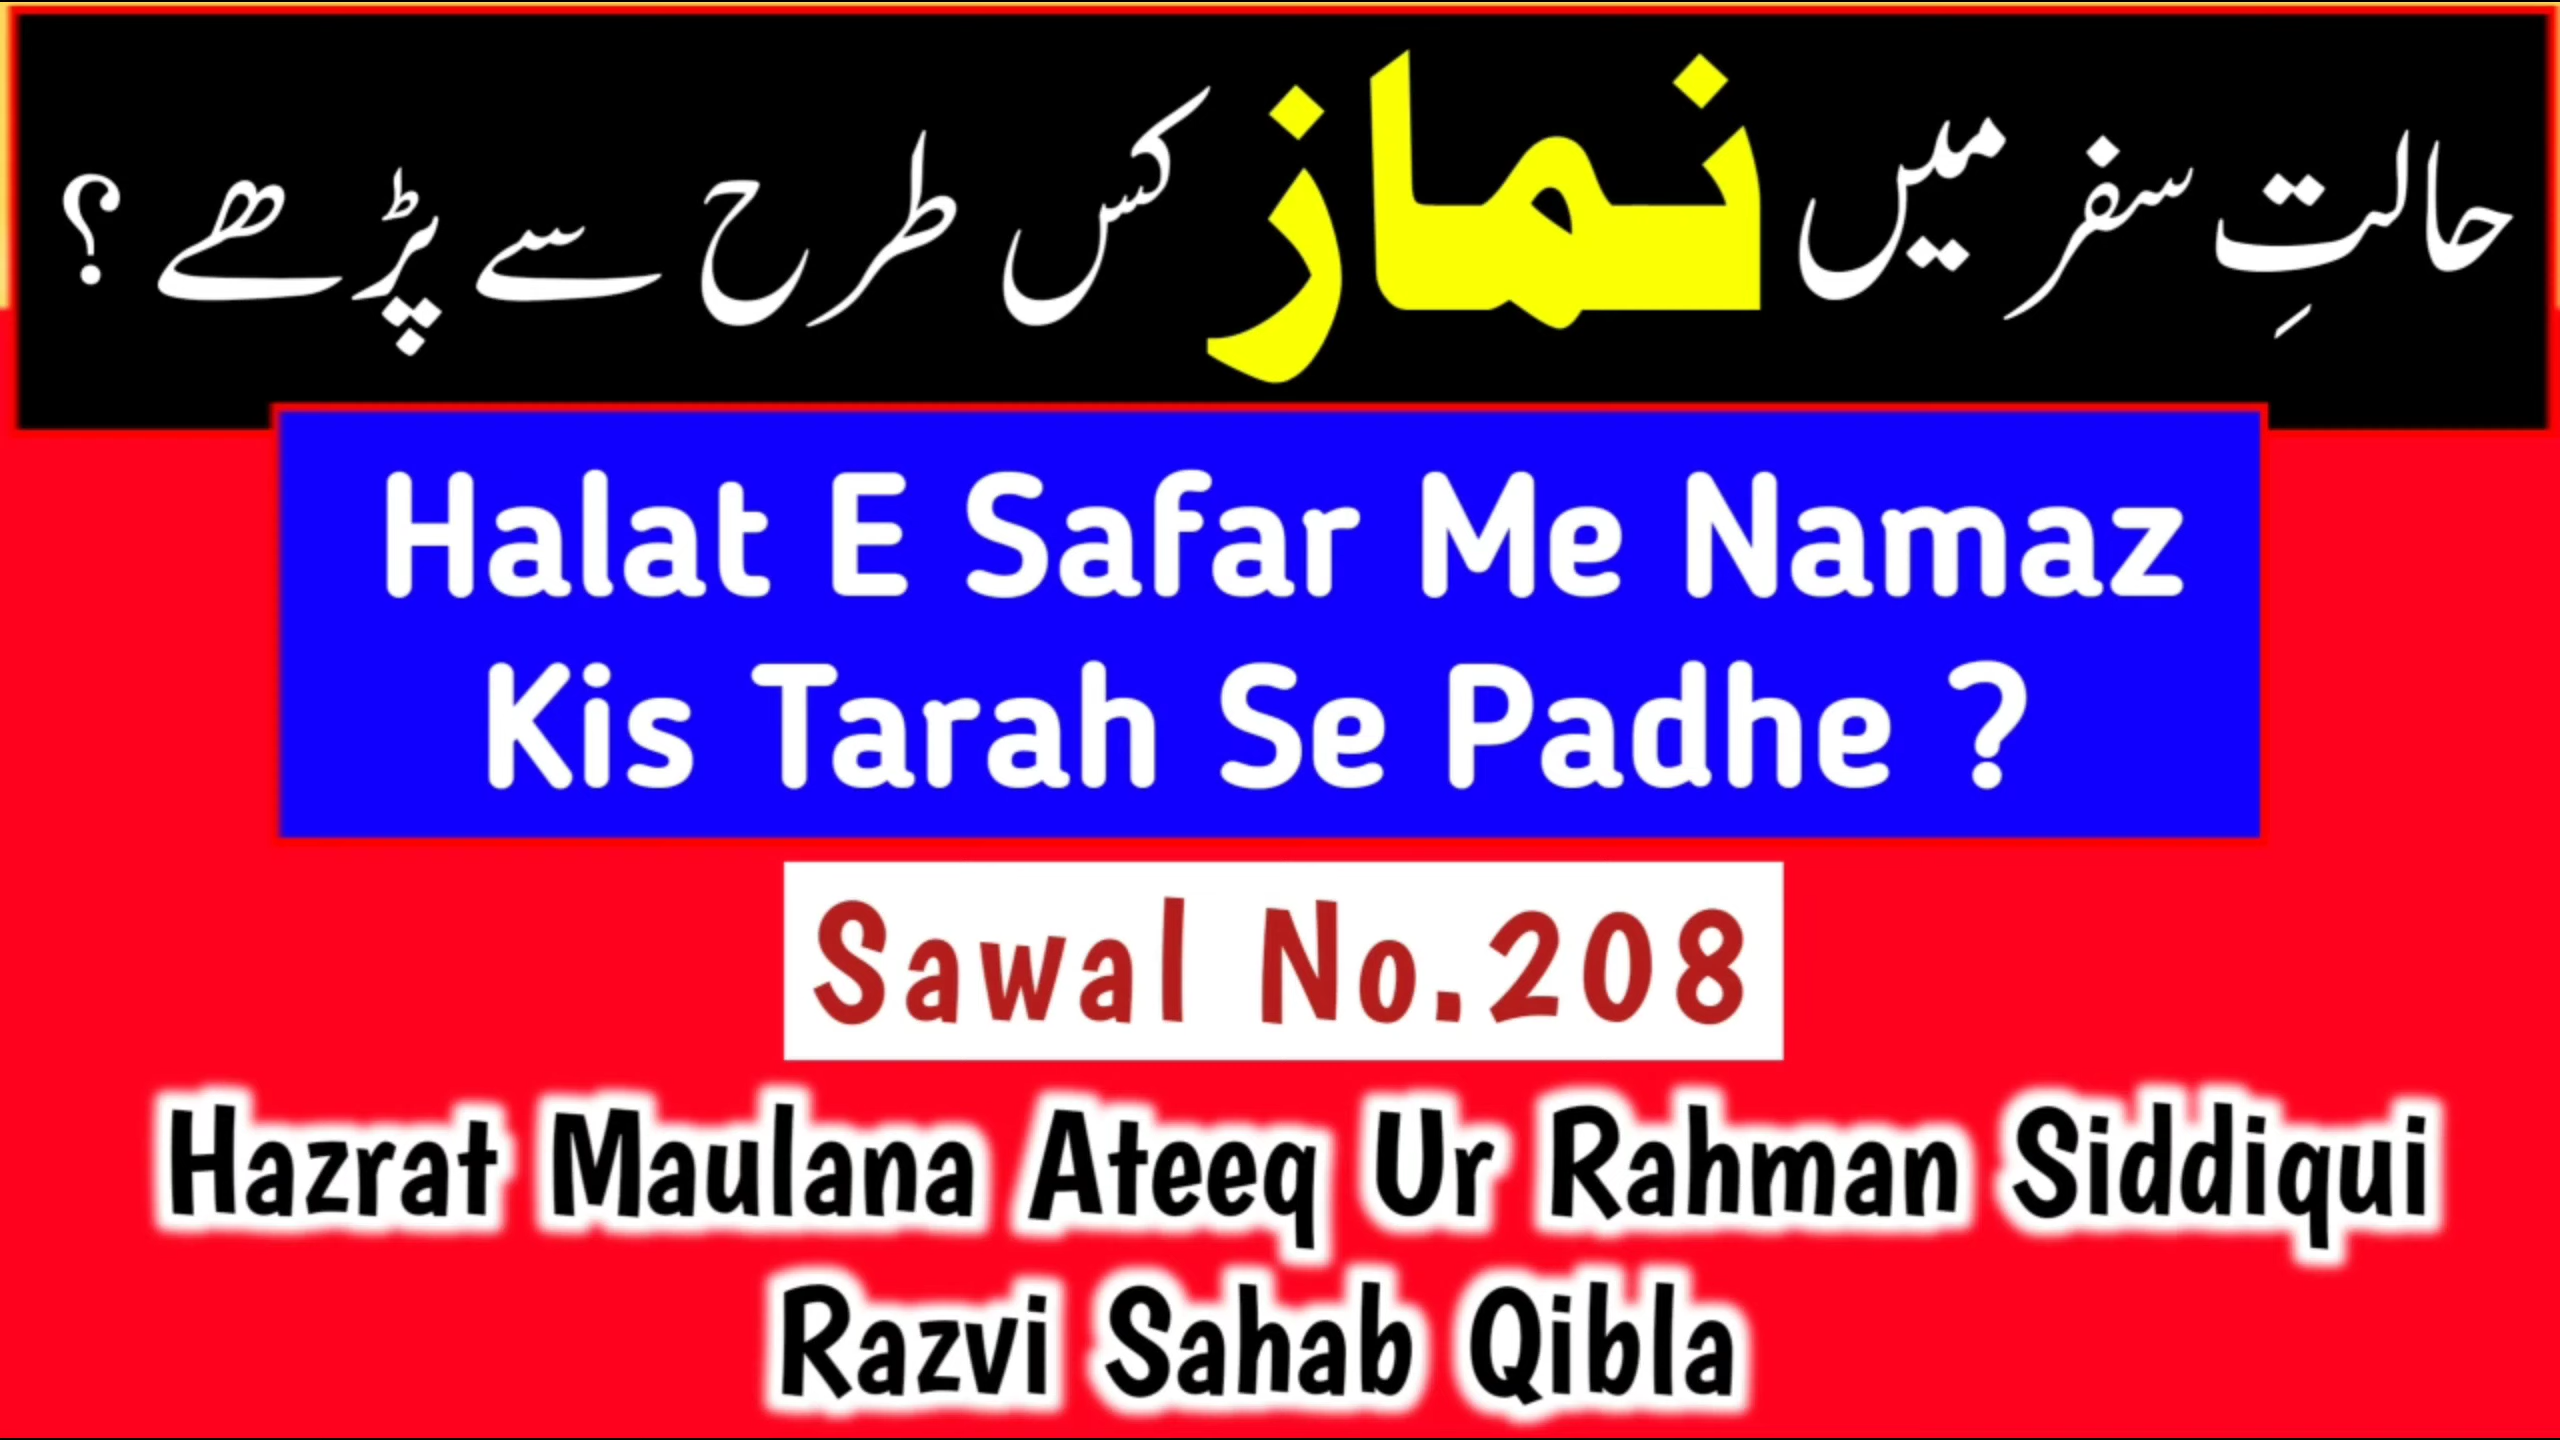 حالتِ سفر میں نماز کس طرح سے پڑھے ؟
Halat E Safar Me Namaz
Kis Tarah Se Padhe ?
Sawal No.208
Hazrat Maulana Ateeq Ur Rahman Siddiqui
Razvi Sahab Qibla